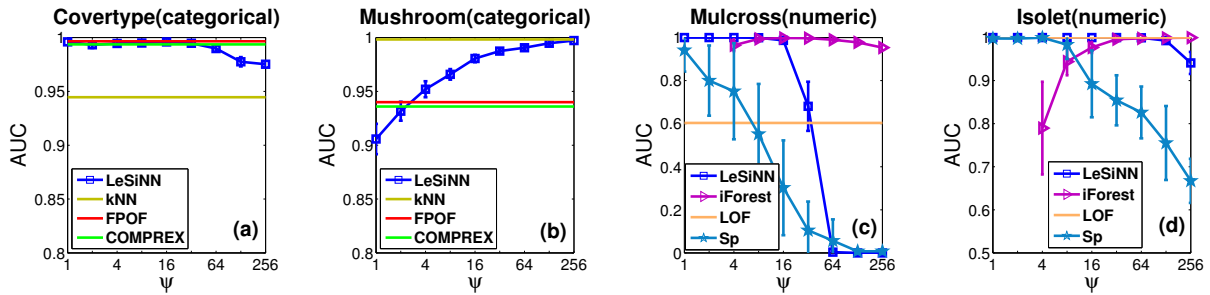 Covertype(categorical)
1
0.95
0.9
0.85
0.8
AUC
LeSiNN
kNN
FPOF
COMPREX
(a)
1 4 16 64 256
Ψ
Mushroom(categorical)
1
0.95
0.9
0.85
0.8
AUC
LeSiNN
kNN
FPOF
COMPREX
(b)
1 4 16 64 256
Ψ
Mulcross(numeric)
1
0.8
0.6
0.4
0.2
0
AUC
LeSiNN
iForest
LOF
Sp
(c)
1 4 16 64 256
Ψ
Isolet(numeric)
1
0.9
0.8
0.7
0.6
0.5
AUC
LeSiNN
iForest
LOF
Sp
(d)
1 4 16 64 256
Ψ